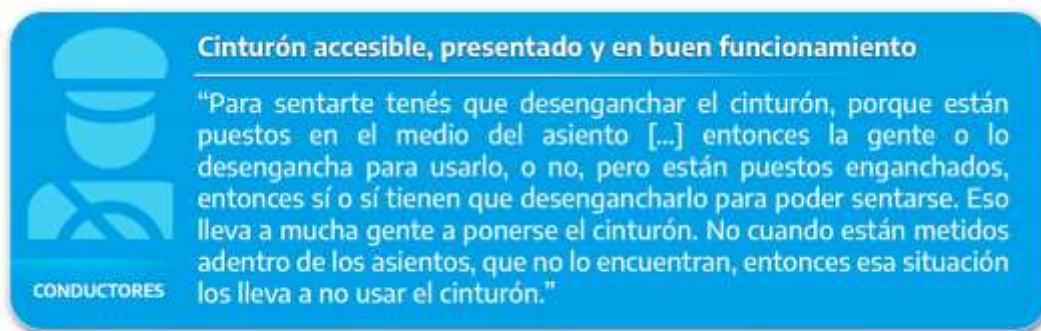 Cinturón accesible, presentado y en buen funcionamiento
“Para sentarte tenés que desenganchar el cinturón, porque están
puestos en el medio del asiento [...] entonces la gente o lo
desengancha para usarlo, o no, pero están puestos enganchados,
entonces sí o sí tienen que desengancharlo para poder sentarse. Eso
lleva a mucha gente a ponerse el cinturón. No cuando están metidos
adentro de los asientos, que no lo encuentran, entonces esa situación
los lleva a no usar el cinturón.”
CONDUCTORES